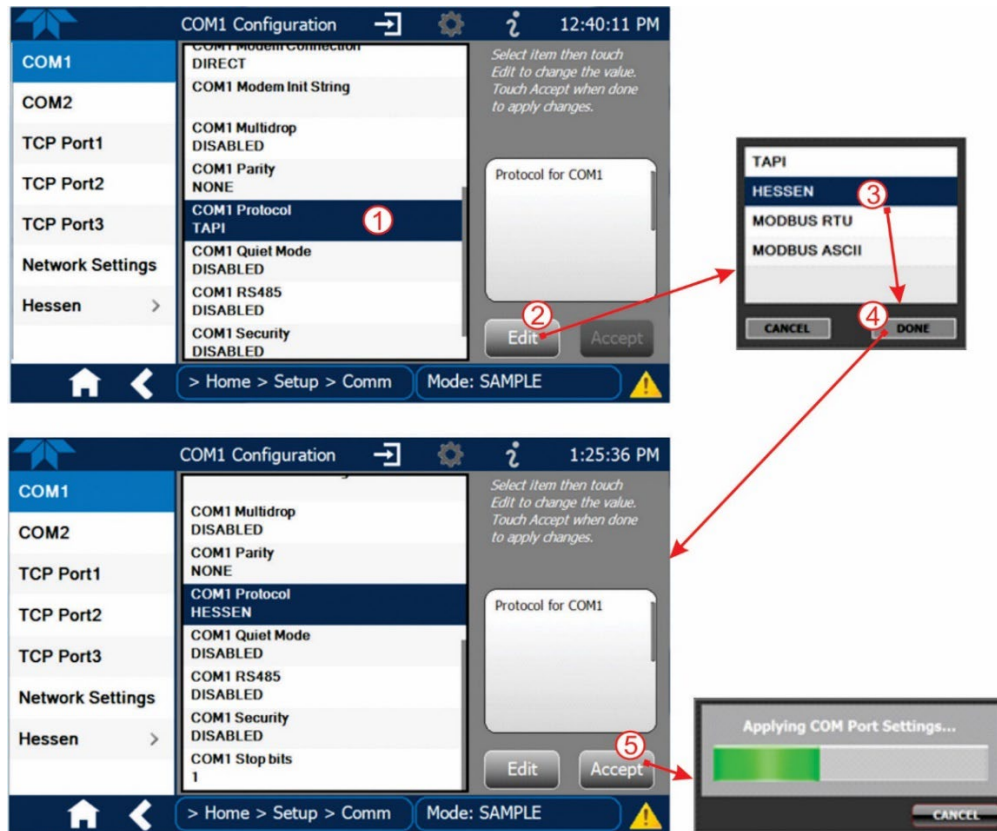 COM1 Configuration
12:40:11 PM
COM1
COM2
TCP Port1
TCP Port2
TCP Port3
Network Settings
Hessen >
COM1 Modem Connection
DIRECT
COM1 Modem Init String
COM1 Multidrop
DISABLED
COM1 Parity
NONE
COM1 Protocol
TAPI
1
COM1 Quiet Mode
DISABLED
COM1 RS485
DISABLED
COM1 Security
DISABLED
Select item then touch
Edit to change the value.
Touch Accept when done
to apply changes.
Protocol for COM1
2
Edit
Accept
> Home > Setup > Comm
Mode: SAMPLE
TAPI
HESSEN
3
MODBUS RTU
MODBUS ASCII
4
CANCEL
DONE
COM1 Configuration
1:25:36 PM
COM1
COM2
TCP Port1
TCP Port2
TCP Port3
Network Settings
Hessen >
COM1 Multidrop
DISABLED
COM1 Parity
NONE
COM1 Protocol
HESSEN
COM1 Quiet Mode
DISABLED
COM1 RS485
DISABLED
COM1 Security
DISABLED
COM1 Stop bits
1
Select item then touch
Edit to change the value.
Touch Accept when done
to apply changes.
Protocol for COM1
5
Edit
Accept
> Home > Setup > Comm
Mode: SAMPLE
Applying COM Port Settings...
CANCEL